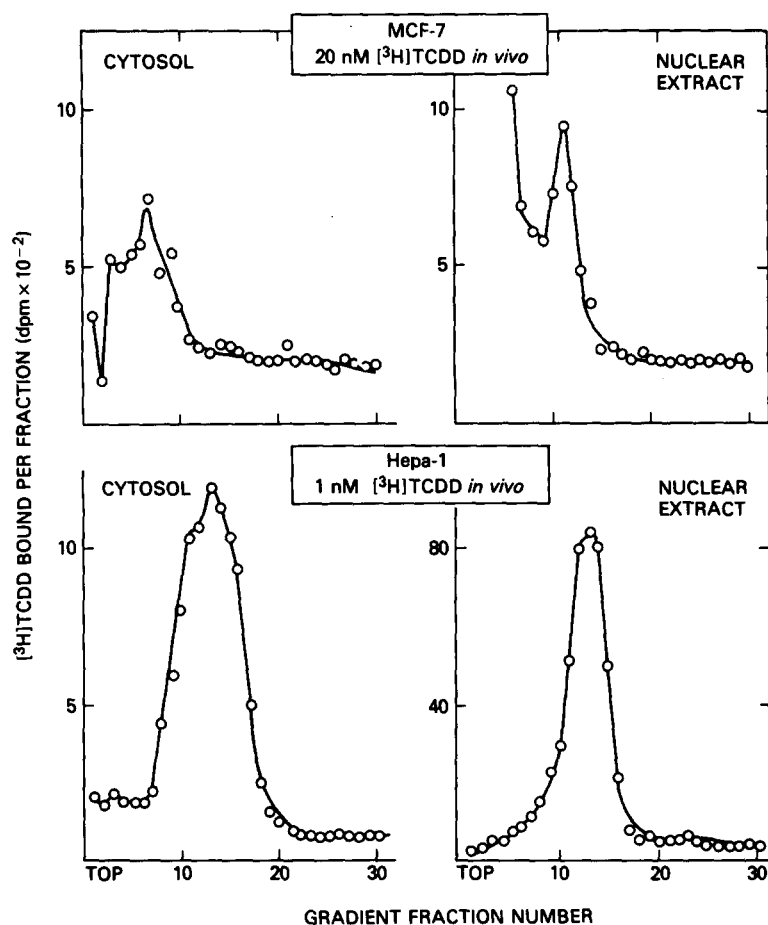 MCF-7
20 nM [³H]TCDD in vivo
CYTOSOL
NUCLEAR
EXTRACT
10
5
10
5
[³H]TCDD BOUND PER FRACTION (dpm × 10⁻²)
Hepa-1
1 nM [³H]TCDD in vivo
CYTOSOL
NUCLEAR
EXTRACT
10
5
80
40
TOP
10
20
30
TOP
10
20
30
GRADIENT FRACTION NUMBER